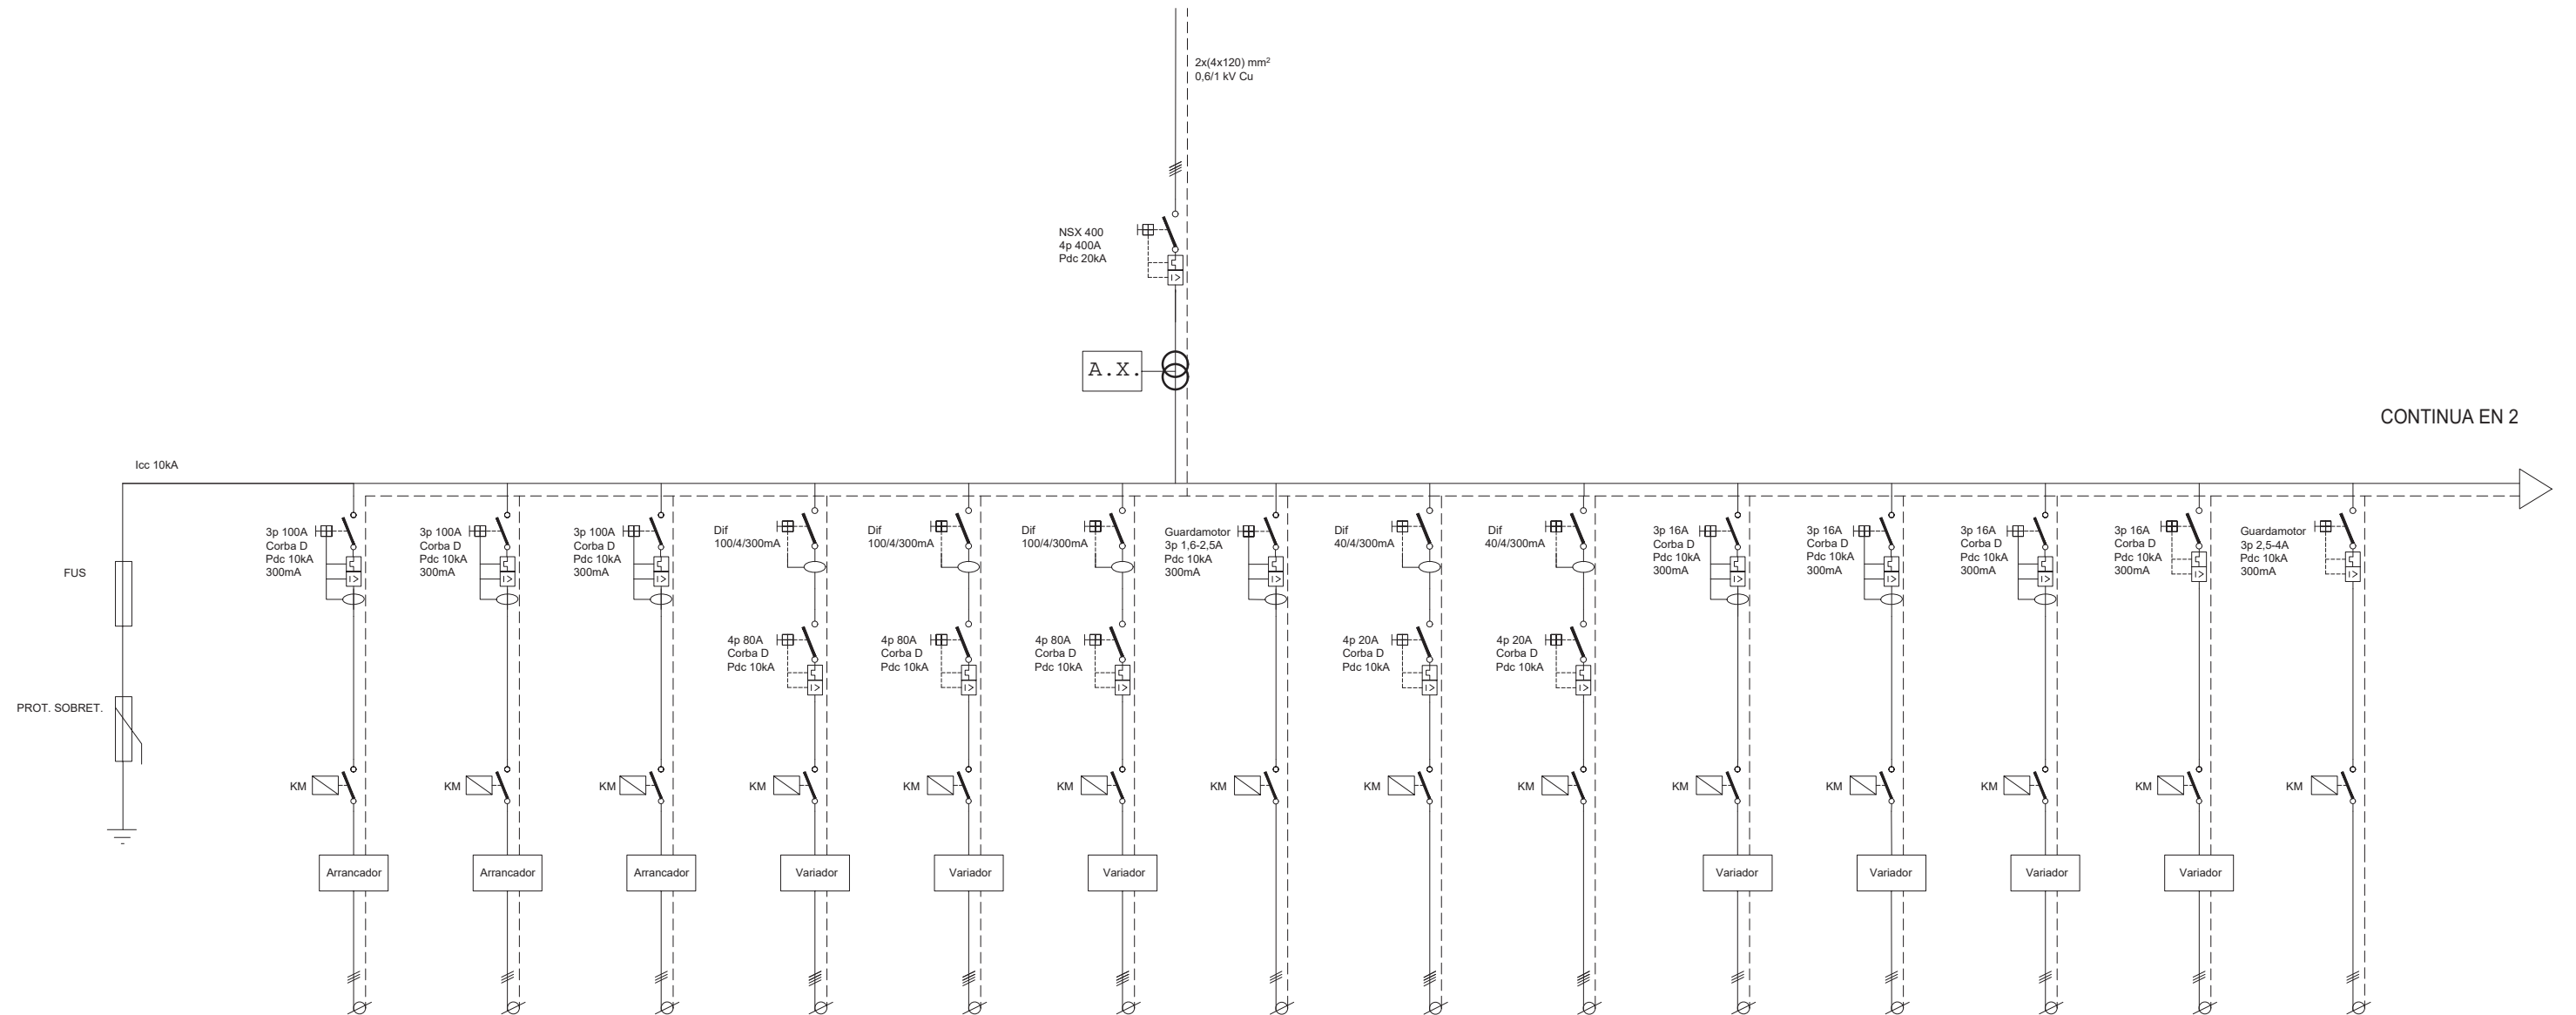 2x(4x120) mm²
0,6/1 kV Cu
NSX 400
4p 400A
Pdc 20kA
I>
A.X.
CONTINUA EN 2
Icc 10kA
FUS
PROT. SOBRET.
3p 100A
Corba D
Pdc 10kA
300mA
I>
3p 100A
Corba D
Pdc 10kA
300mA
I>
3p 100A
Corba D
Pdc 10kA
300mA
I>
Dif
100/4/300mA
Dif
100/4/300mA
Dif
100/4/300mA
Guardamotor
3p 1,6-2,5A
Pdc 10kA
300mA
I>
Dif
40/4/300mA
Dif
40/4/300mA
3p 16A
Corba D
Pdc 10kA
300mA
I>
3p 16A
Corba D
Pdc 10kA
300mA
I>
3p 16A
Corba D
Pdc 10kA
300mA
I>
3p 16A
Corba D
Pdc 10kA
300mA
I>
Guardamotor
3p 2,5-4A
Pdc 10kA
300mA
I>
4p 80A
Corba D
Pdc 10kA
I>
4p 80A
Corba D
Pdc 10kA
I>
4p 80A
Corba D
Pdc 10kA
I>
4p 20A
Corba D
Pdc 10kA
I>
4p 20A
Corba D
Pdc 10kA
I>
KM
KM
KM
KM
KM
KM
KM
KM
KM
KM
KM
KM
KM
KM
Arrancador
Arrancador
Arrancador
Variador
Variador
Variador
Variador
Variador
Variador
Variador